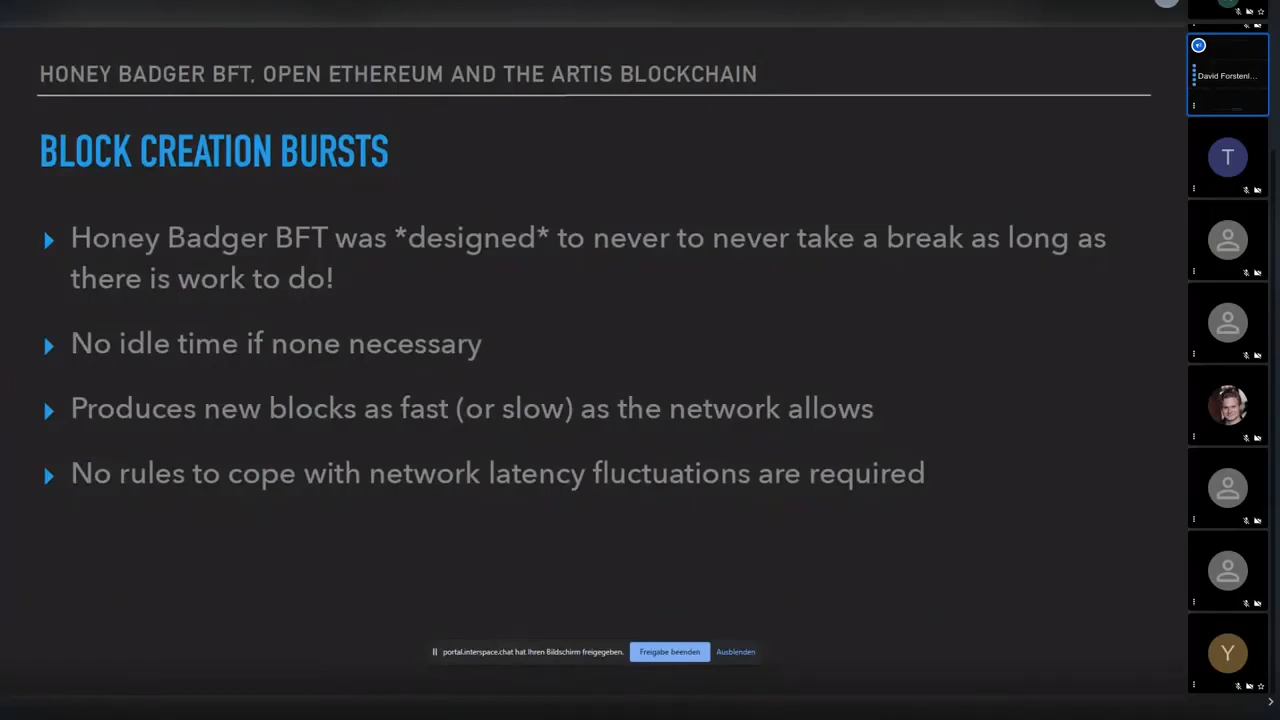 HONEY BADGER BFT, OPEN ETHEREUM AND THE ARTIS BLOCKCHAIN
BLOCK CREATION BURSTS
Honey Badger BFT was *designed* to never to never take a break as long as
there is work to do!
No idle time if none necessary
Produces new blocks as fast (or slow) as the network allows
No rules to cope with network latency fluctuations are required
portal.interspace.chat hat Ihren Bildschirm freigegeben.
Freigabe beenden
Ausblenden
David Forstenl...
T
Y